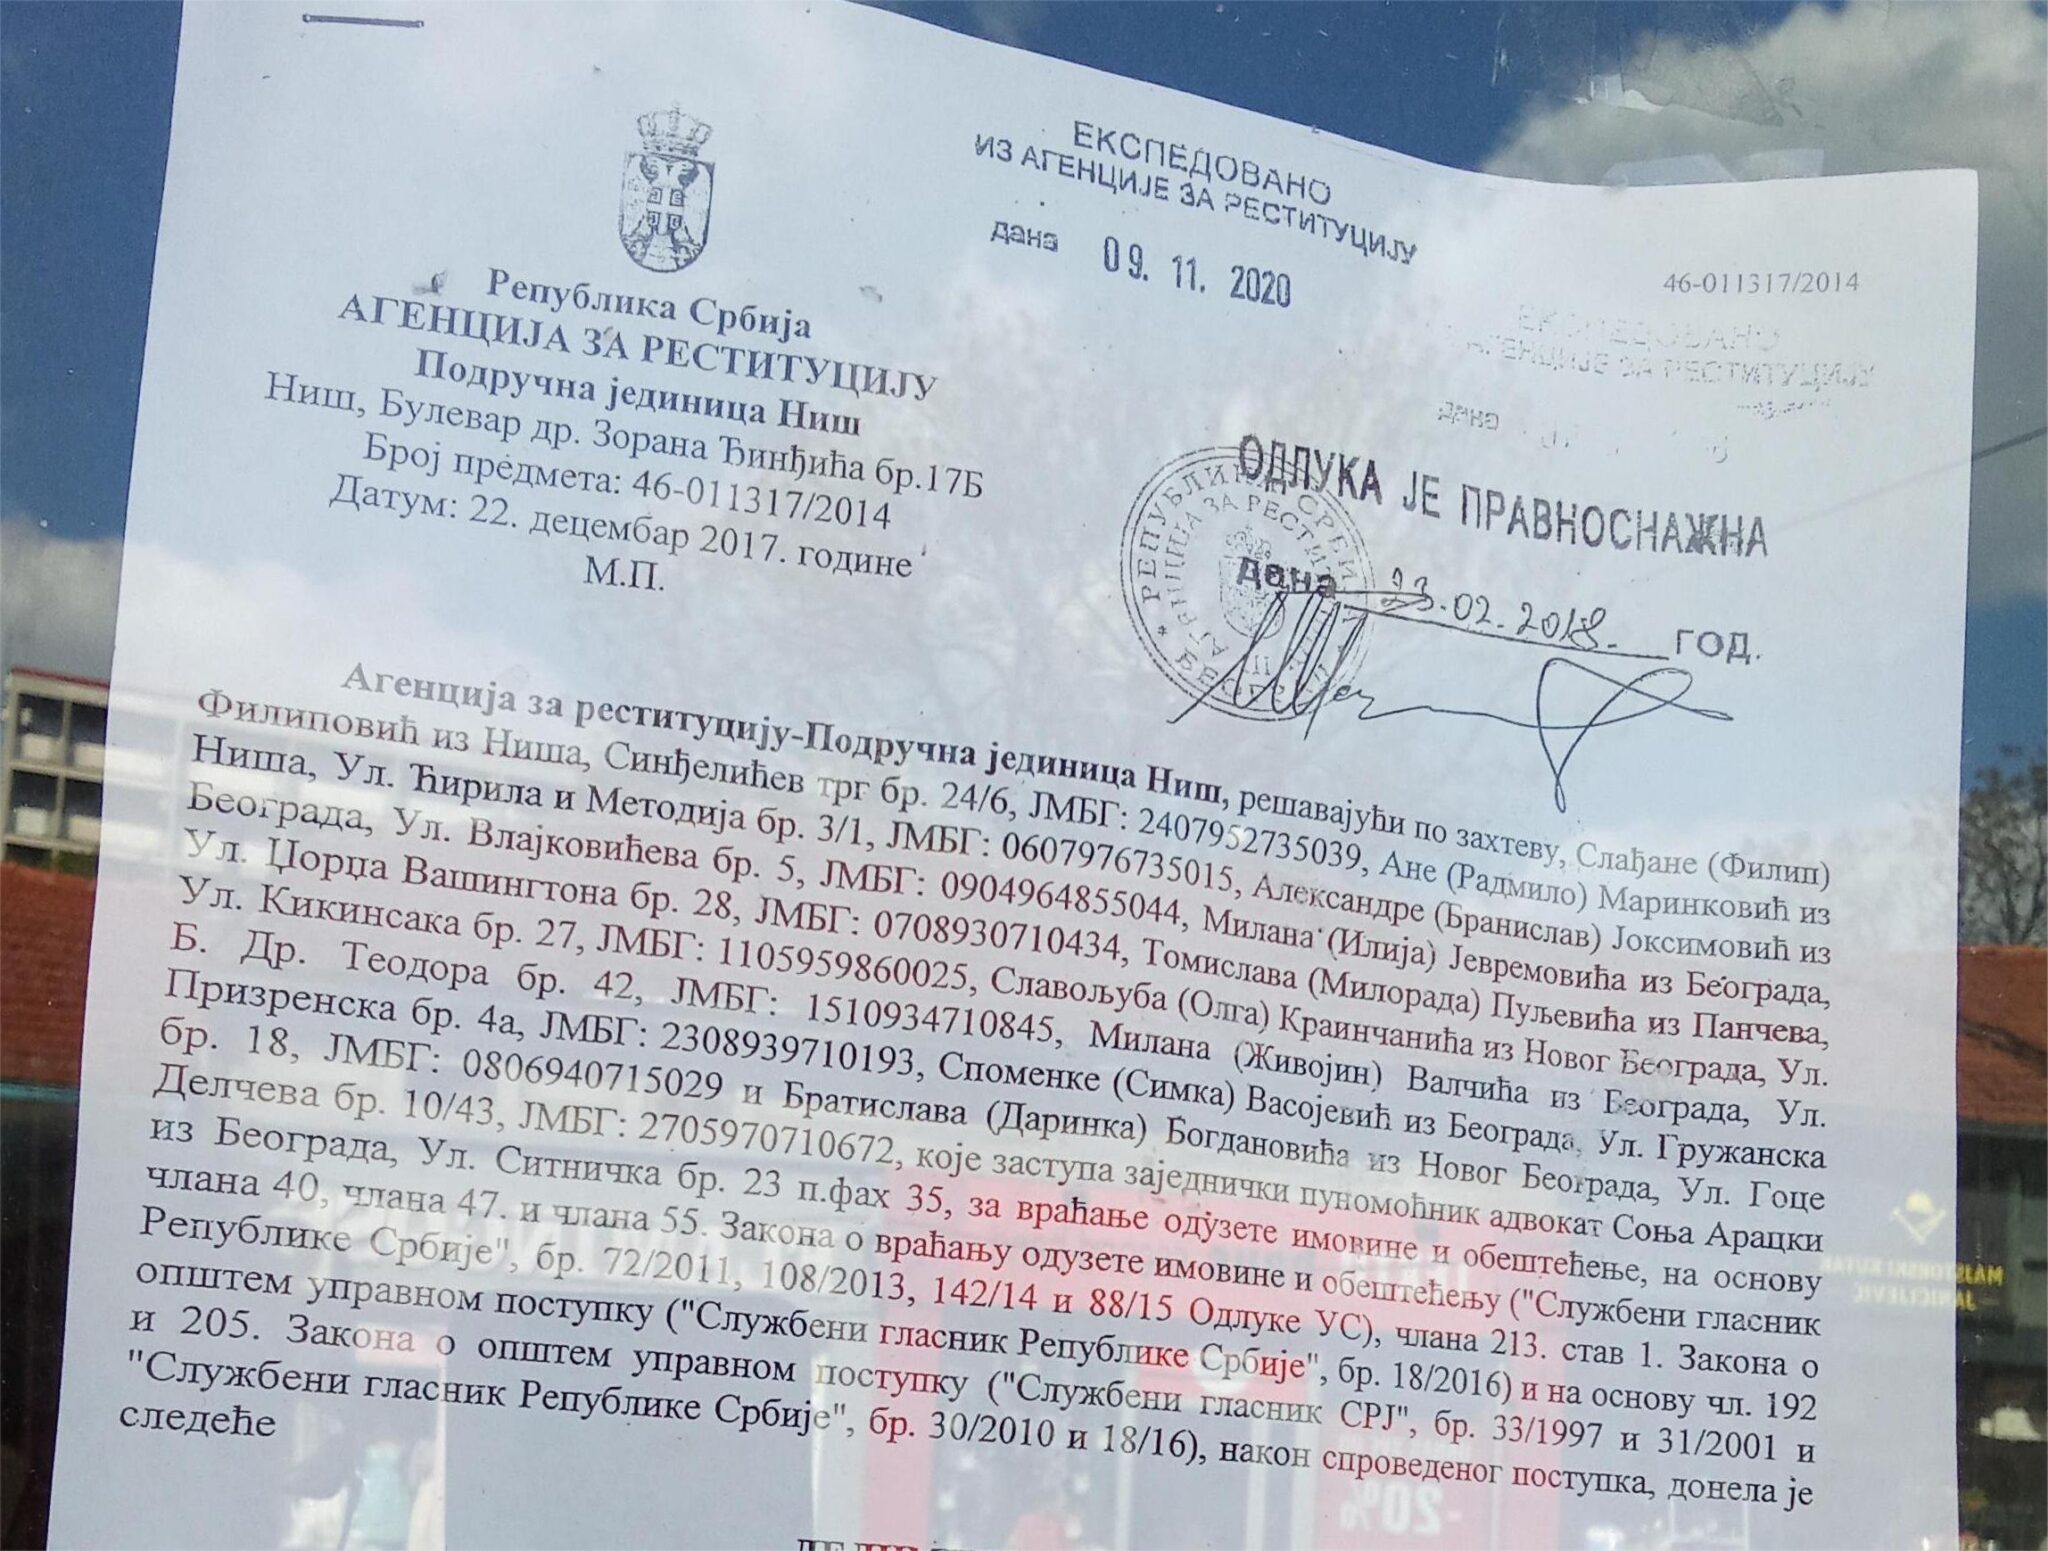 ЕКСПЕДОВАНО
ИЗ АГЕНЦИЈЕ ЗА РЕСТИТУЦИЈУ
дана 09. 11. 2020
46-011317/2014
Република Србија
АГЕНЦИЈА ЗА РЕСТИТУЦИЈУ
Подручна јединица Ниш
Ниш, Булевар др. Зорана Ђинђића бр.17Б
Број предмета: 46-011317/2014
Датум: 22. децембар 2017. године
М.П.
ОДЛУКА ЈЕ ПРАВНОСНАЖНА
дана 23.02.2018. ГОД.
РЕПУБЛИКА СРБИЈА
Агенција за реституцију-Подручна јединица Ниш, решавајући по захтеву, Слађане (Филип)
Филиповић из Ниша, Синђелићев трг бр. 24/6, ЈМБГ: 2407952735039, Ане (Радмило) Маринковић из
Ниша, Ул. Ћирила и Методија бр. 3/1, ЈМБГ: 0607976735015, Александре (Бранислав) Јоксимовић из
Београда, Ул. Влајковићева бр. 5, ЈМБГ: 0904964855044, Милана (Илија) Јевремовића из Београда,
Ул. Џорџа Вашингтона бр. 28, ЈМБГ: 0708930710434, Томислава (Милорада) Пуљевића из Панчева,
Ул. Кикинсака бр. 27, ЈМБГ: 1105959860025, Славољуба (Олга) Краинчанића из Новог Београда, Ул.
Б. Др. Теодора бр. 42, ЈМБГ: 1510934710845, Милана (Живојин) Валчића из Београда, Ул.
Призренска бр. 4а, ЈМБГ: 2308939710193, Споменке (Симка) Васојевић из Београда, Ул. Гружанска
бр. 18, ЈМБГ: 0806940715029 и Братислава (Даринка) Богдановића из Новог Београда, Ул. Гоце
Делчева бр. 10/43, ЈМБГ: 2705970710672, које заступа заједнички пуномоћник адвокат Соња Арацки
из Београда, Ул. Ситничка бр. 23 п.фах 35, за враћање одузете имовине и обештећење, на основу
члана 40, члана 47. и члана 55. Закона о враћању одузете имовине и обештећењу ("Службени гласник
Републике Србије", бр. 72/2011, 108/2013, 142/14 и 88/15 Одлуке УС), члана 213. став 1. Закона о
општем управном поступку ("Службени гласник Републике Србије", бр. 18/2016) и на основу чл. 192
и 205. Закона о општем управном поступку ("Службени гласник СРЈ", бр. 33/1997 и 31/2001 и
"Службени гласник Републике Србије", бр. 30/2010 и 18/16), након спроведеног поступка, донела је
следеће
MAJSTORSKI KUTAK
JANICIJEVIC
-20%